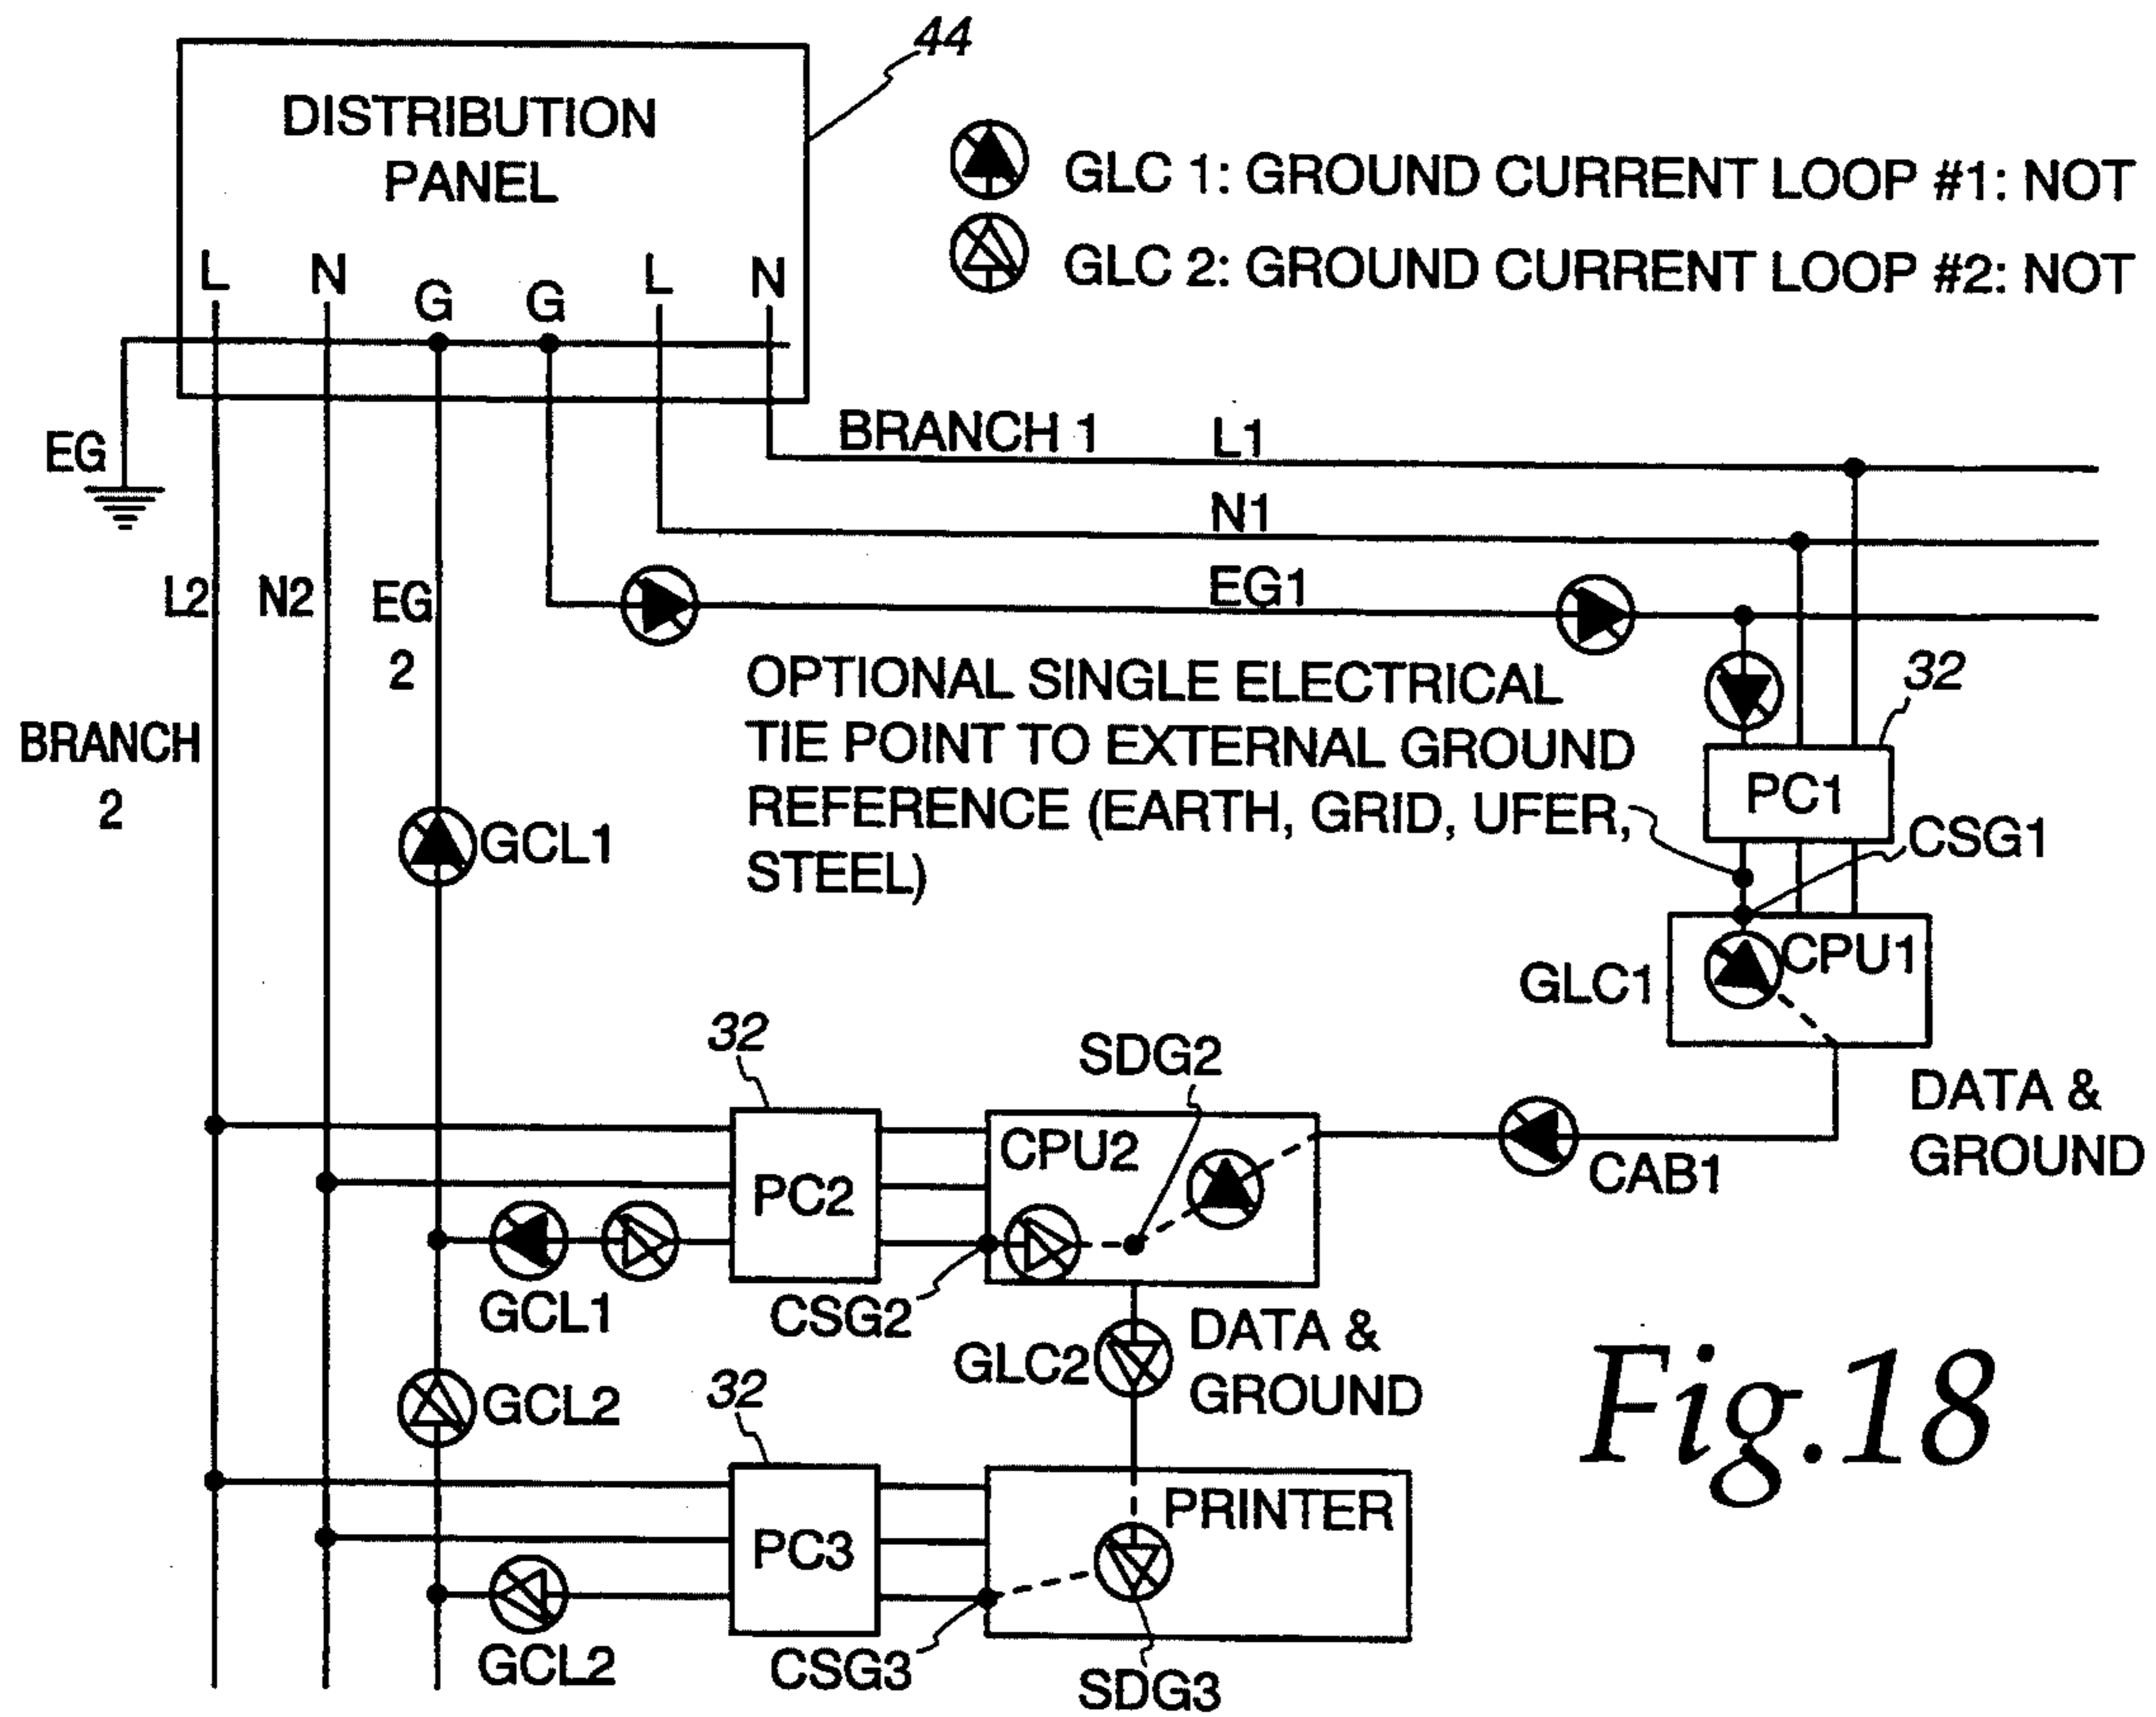 44
DISTRIBUTION
PANEL
GLC 1: GROUND CURRENT LOOP #1: NOT
GLC 2: GROUND CURRENT LOOP #2: NOT
L N G G L N
EG
BRANCH 1 L1
N1
EG1
L2 N2 EG
2
BRANCH
2
OPTIONAL SINGLE ELECTRICAL
TIE POINT TO EXTERNAL GROUND
REFERENCE (EARTH, GRID, UFER,
STEEL)
32
PC1
CSG1
GCL1
CPU1
GLC1
32
SDG2
DATA &
GROUND
CPU2
PC2
CAB1
GCL1
CSG2
DATA &
GROUND
GLC2
GCL2
32
Fig.18
PRINTER
PC3
GCL2
CSG3
SDG3